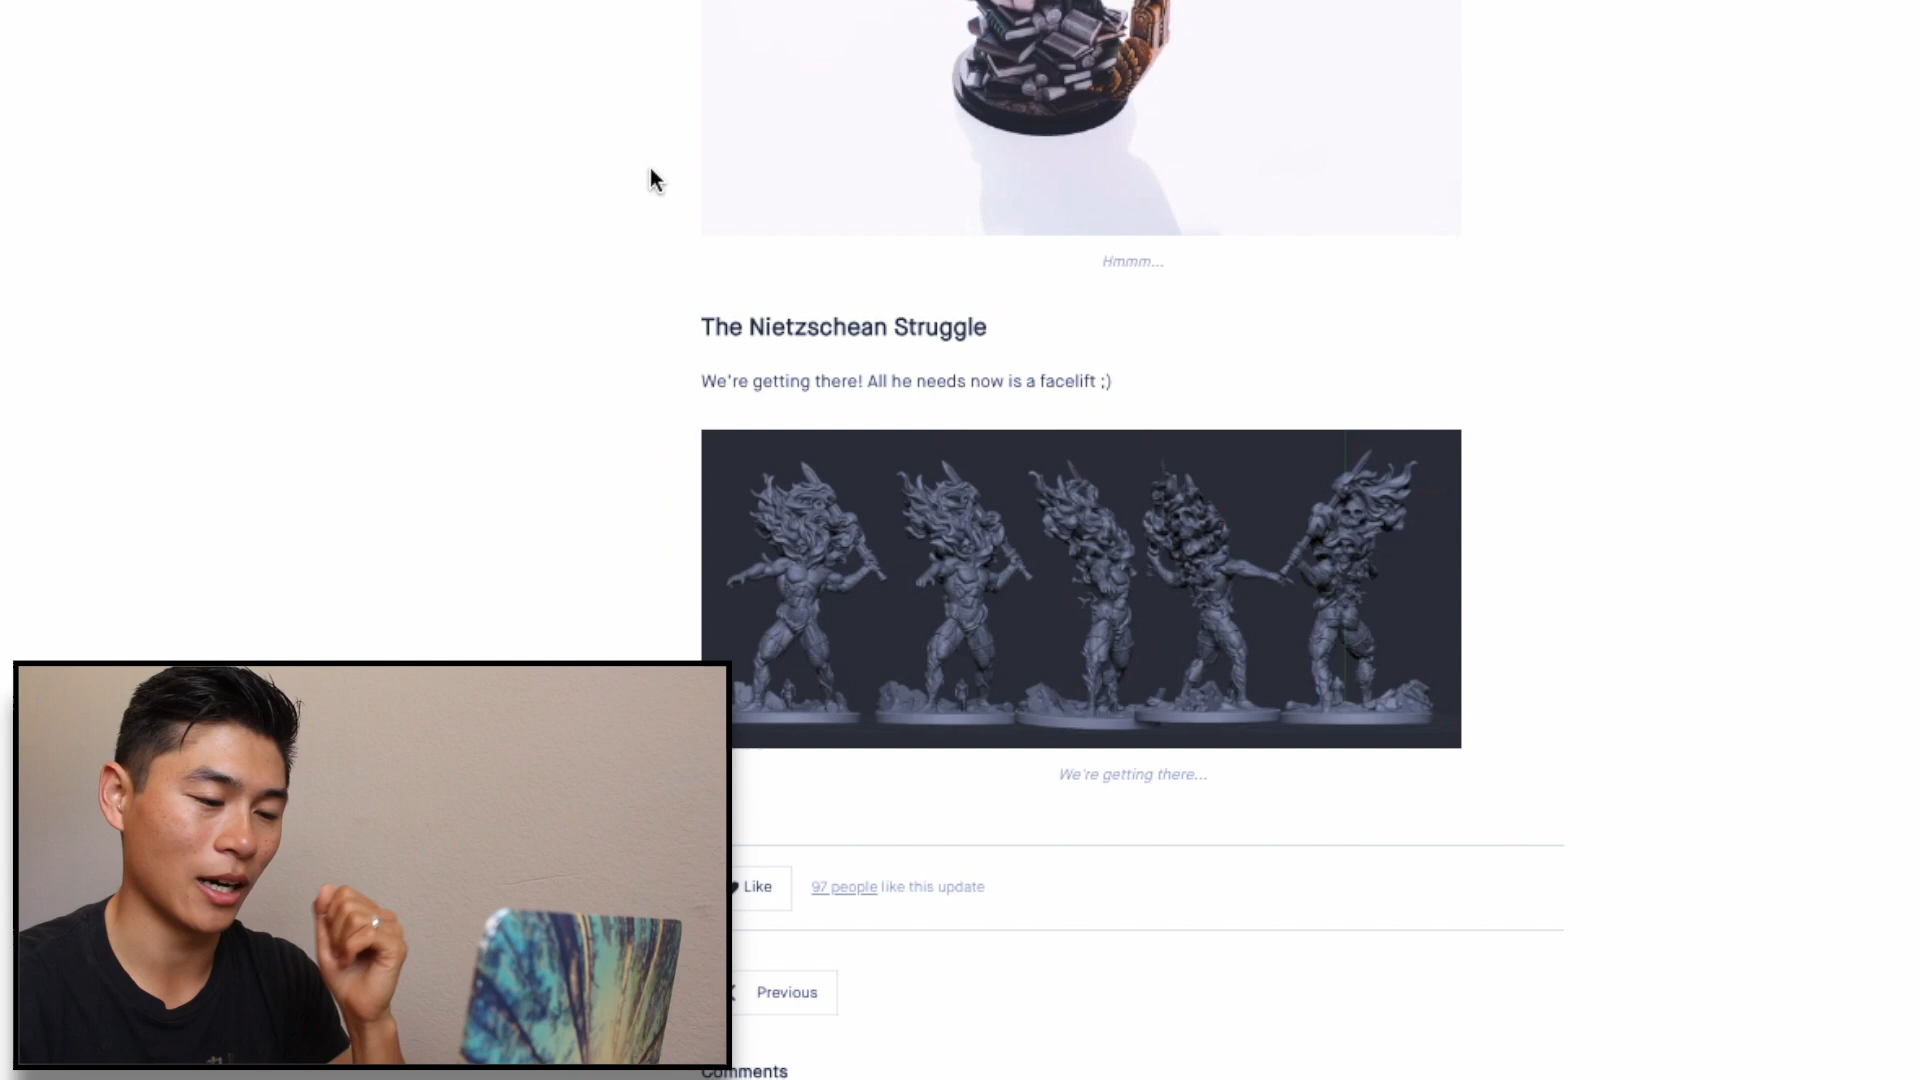 Hmmm...
The Nietzschean Struggle
We're getting there! All he needs now is a facelift ;)
We're getting there...
Like
97 people like this update
Previous
Comments